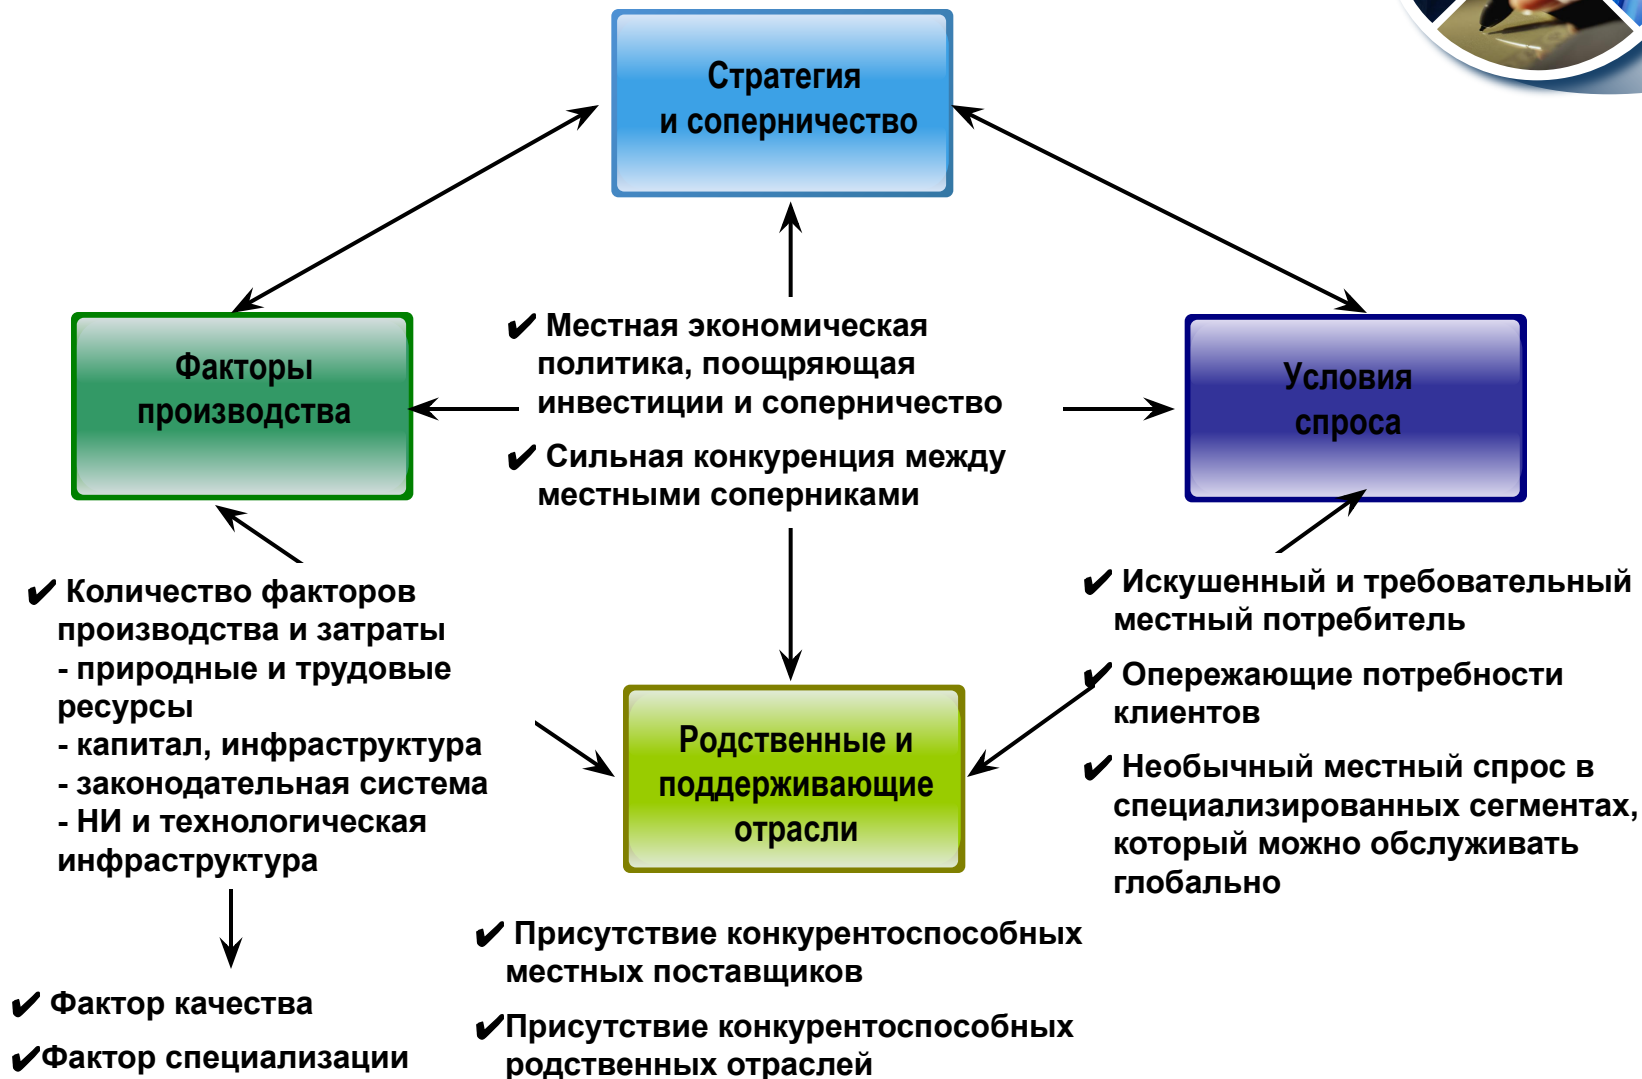 Стратегия
и соперничество
Факторы
производства
✔ Местная экономическая
политика, поощряющая
инвестиции и соперничество
✔ Сильная конкуренция между
местными соперниками
Условия
спроса
✔ Количество факторов
производства и затраты
- природные и трудовые
ресурсы
- капитал, инфраструктура
- законодательная система
- НИ и технологическая
инфраструктура
✔ Фактор качества
✔Фактор специализации
Родственные и
поддерживающие
отрасли
✔ Присутствие конкурентоспособных
местных поставщиков
✔Присутствие конкурентоспособных
родственных отраслей
✔ Искушенный и требовательный
местный потребитель
✔ Опережающие потребности
клиентов
✔ Необычный местный спрос в
специализированных сегментах,
который можно обслуживать
глобально